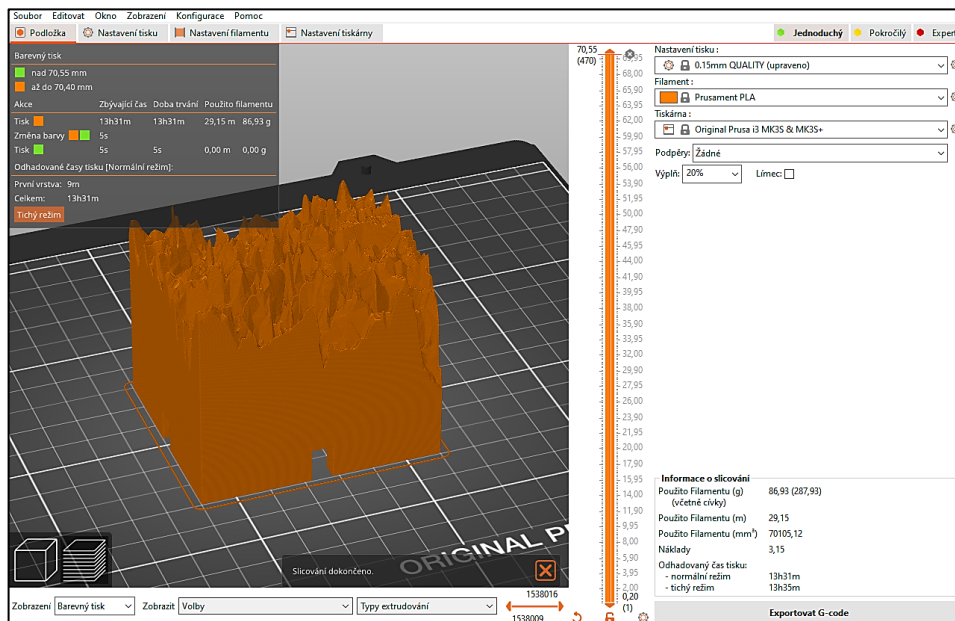 Soubor Editovat Okno Zobrazení Konfigurace Pomoc
Podložka Nastavení tisku Nastavení filamentu Nastavení tiskárny Jednoduchý Pokročilý Expert
Barevný tisk
nad 70,55 mm
až do 70,40 mm
Akce Zbývající čas Doba trvání Použito filamentu
Tisk 13h31m 13h31m 29,15 m 86,93 g
Změna barvy 5s
Tisk 5s 5s 0,00 m 0,00 g
Odhadované časy tisku [Normální režim]:
První vrstva: 9m
Celkem: 13h31m
Tichý režim
ORIGINAL P
Slicování dokončeno.
70,55
(470)
69,95
68,00
65,90
63,95
62,00
59,90
57,95
56,00
53,90
51,95
50,00
47,90
45,95
44,00
41,90
39,95
38,00
35,90
33,95
32,00
29,90
27,95
26,00
23,90
21,95
20,00
17,90
15,95
14,00
11,90
9,95
8,00
5,90
3,95
2,00
0,20
(1)
Nastavení tisku :
0.15mm QUALITY (upraveno)
Filament :
Prusament PLA
Tiskárna :
Original Prusa i3 MK3S & MK3S+
Podpěry: Žádné
Výplň: 20% Límec:
Informace o slicování
Použito Filamentu (g) 86,93 (287,93)
(včetně cívky)
Použito Filamentu (m) 29,15
Použito Filamentu (mm³) 70105,12
Náklady 3,15
Odhadovaný čas tisku:
- normální režim 13h31m
- tichý režim 13h35m
Exportovat G-code
Zobrazení Barevný tisk Zobrazit Volby Typy extrudování
1538016
1538009